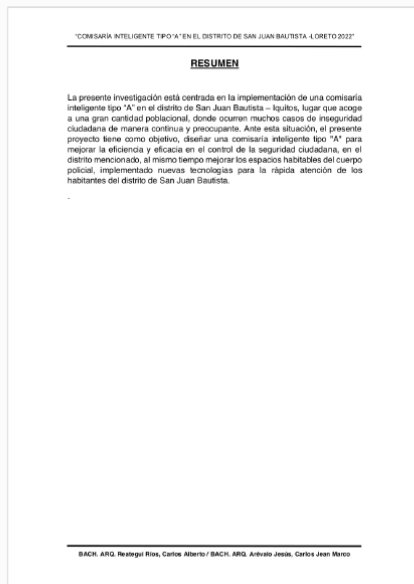 "COMISARÍA INTELIGENTE TIPO "A" EN EL DISTRITO DE SAN JUAN BAUTISTA -LORETO 2022"
RESUMEN
La presente investigación está centrada en la implementación de una comisaría
inteligente tipo "A" en el distrito de San Juan Bautista – Iquitos, lugar que acoge
a una gran cantidad poblacional, donde ocurren muchos casos de inseguridad
ciudadana de manera continua y preocupante. Ante esta situación, el presente
proyecto tiene como objetivo, diseñar una comisaría inteligente tipo "A" para
mejorar la eficiencia y eficacia en el control de la seguridad ciudadana, en el
distrito mencionado, al mismo tiempo mejorar los espacios habitables del cuerpo
policial, implementado nuevas tecnologías para la rápida atención de los
habitantes del distrito de San Juan Bautista.
.
BACH. ARQ. Reategui Ríos, Carlos Alberto / BACH. ARQ. Arévalo Jesús, Carlos Jean Marco